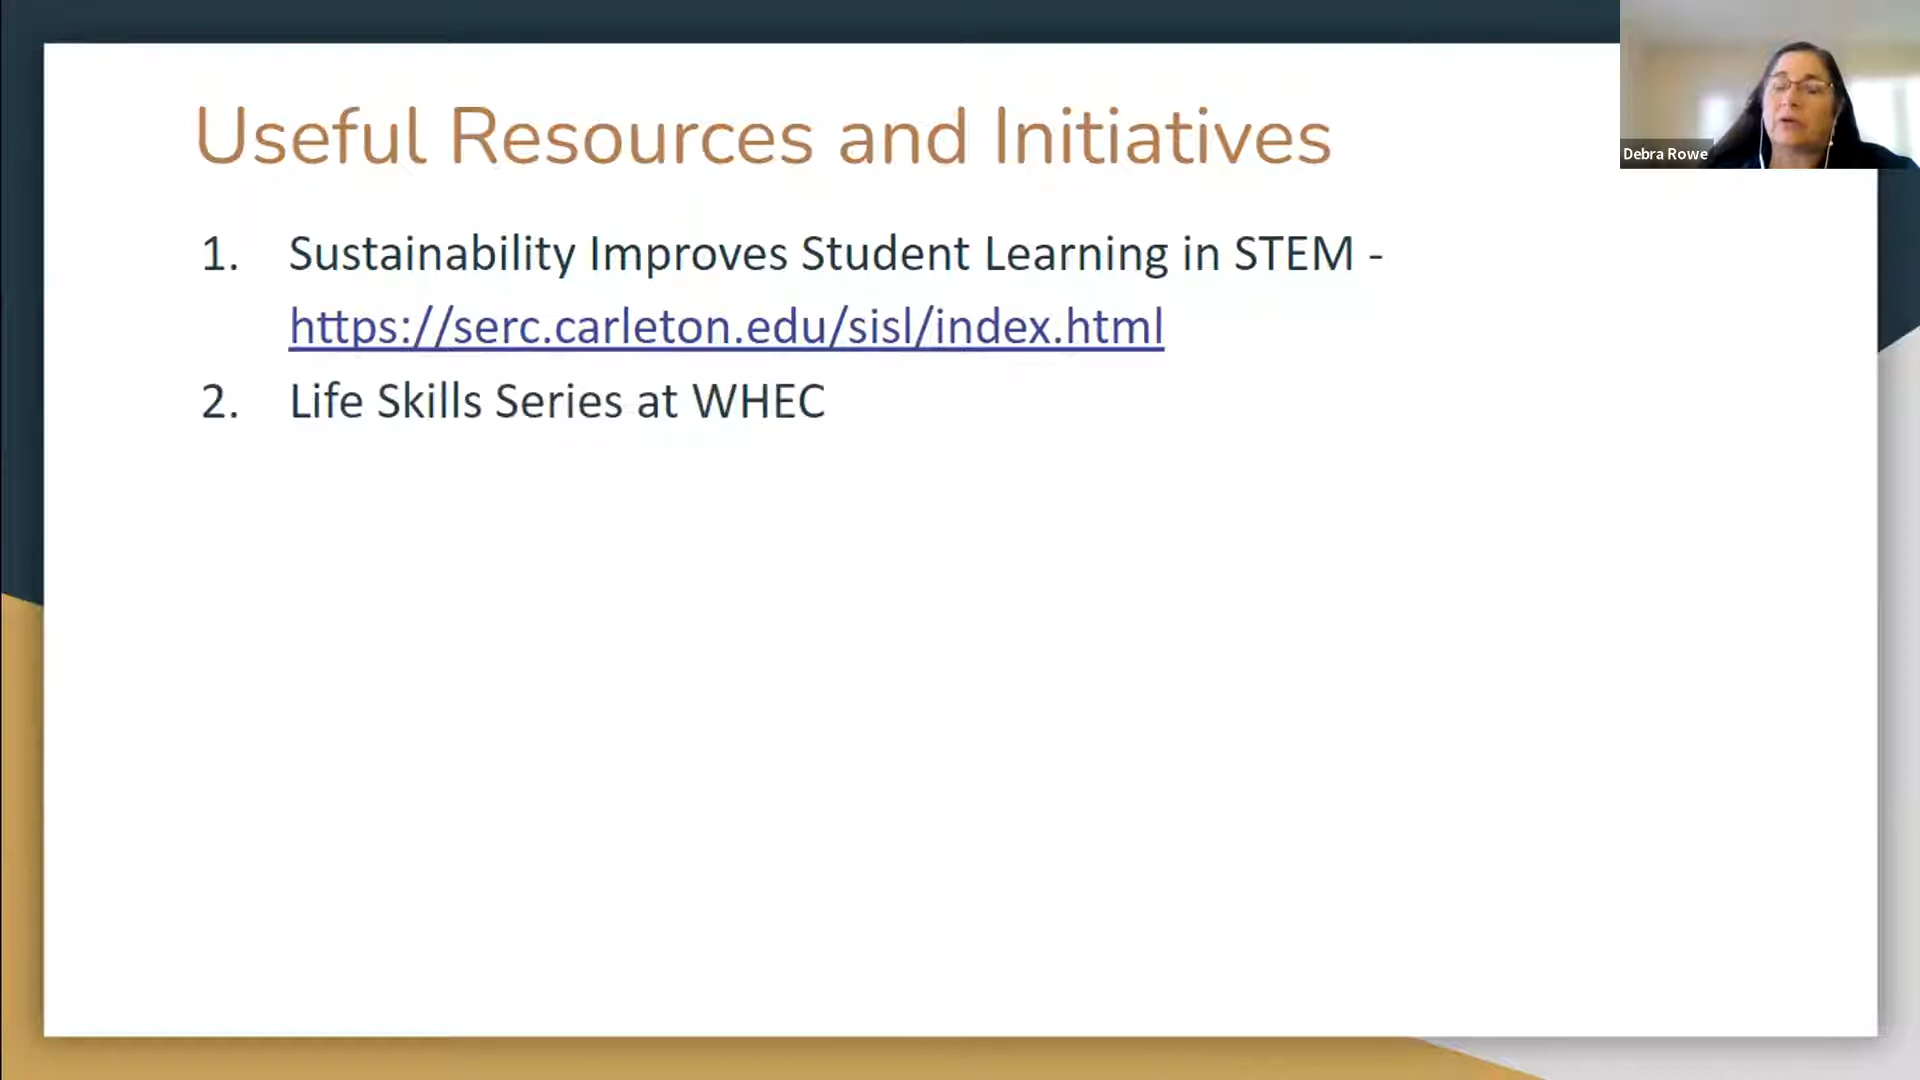 Useful Resources and Initiatives
Debra Rowe
1. Sustainability Improves Student Learning in STEM -
https://serc.carleton.edu/sisl/index.html
2. Life Skills Series at WHEC